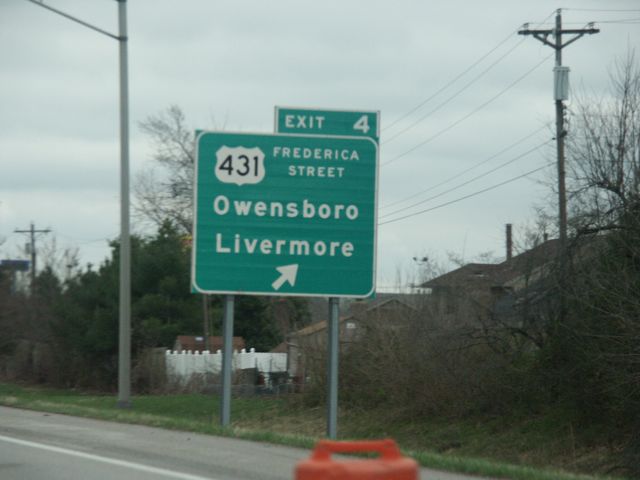 EXIT 4
431 FREDERICA
STREET
Owensboro
Livermore